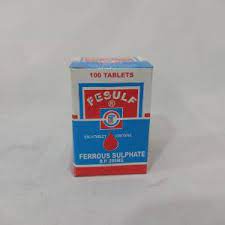 100 TABLETS
FESULF
®
FERROUS SULPHATE
B.P. 200MG